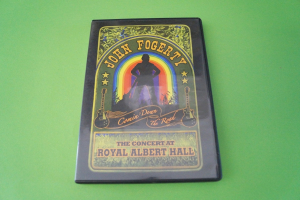 JOHN FOGERTY
Comin' Down
The Road
THE CONCERT AT
ROYAL ALBERT HALL